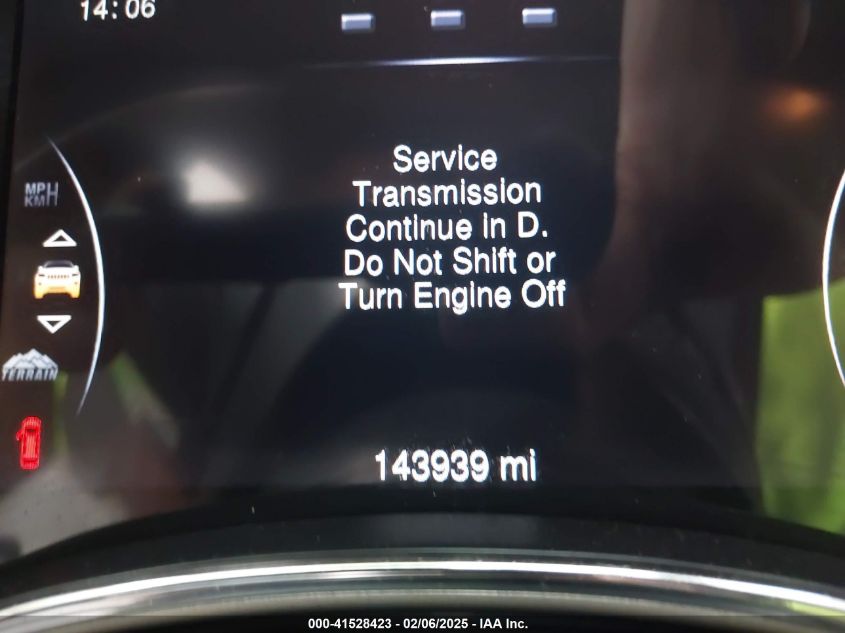 14:06
MPH
KM
Service
Transmission
Continue in D.
Do Not Shift or
Turn Engine Off
TERRAIN
143939 mi
000-41528423 - 02/06/2025 - IAA Inc.